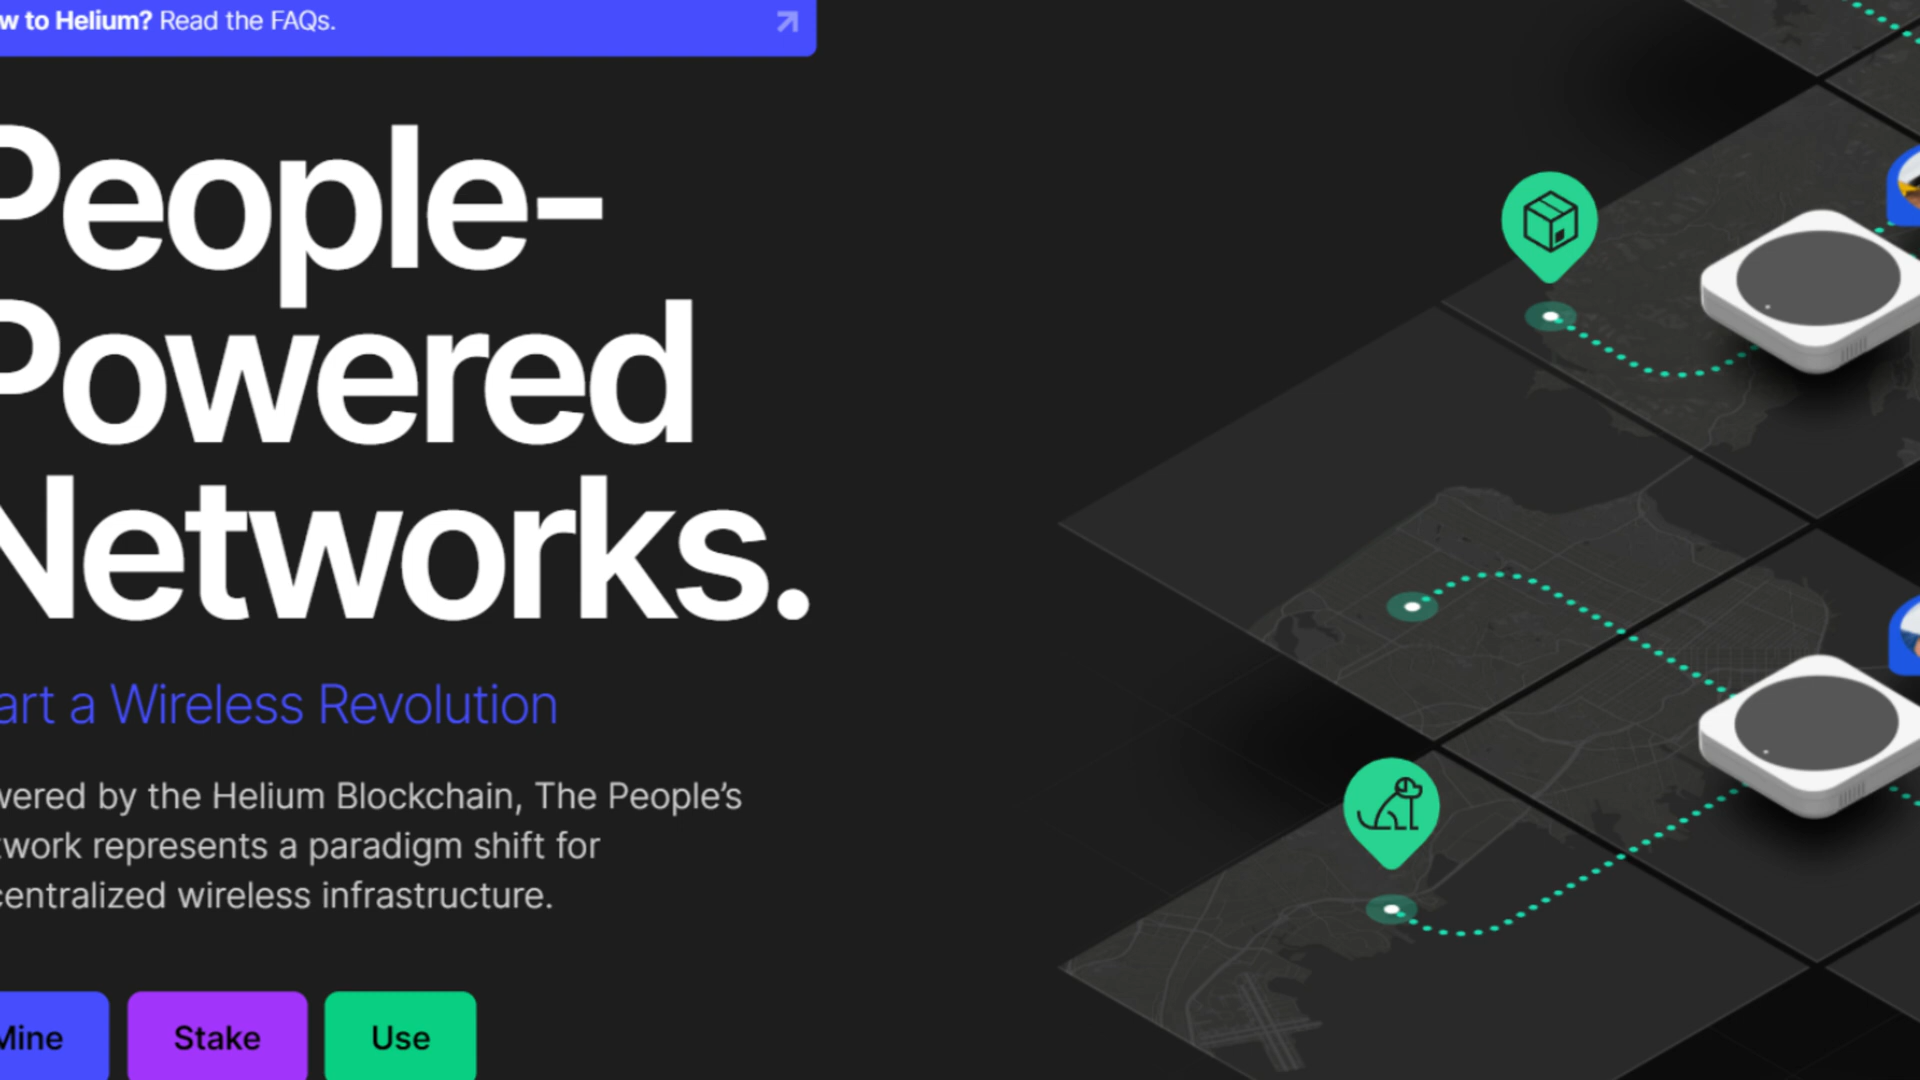 w to Helium? Read the FAQs.
People-
Powered
Networks.
art a Wireless Revolution
wered by the Helium Blockchain, The People’s
twork represents a paradigm shift for
centralized wireless infrastructure.
Mine
Stake
Use